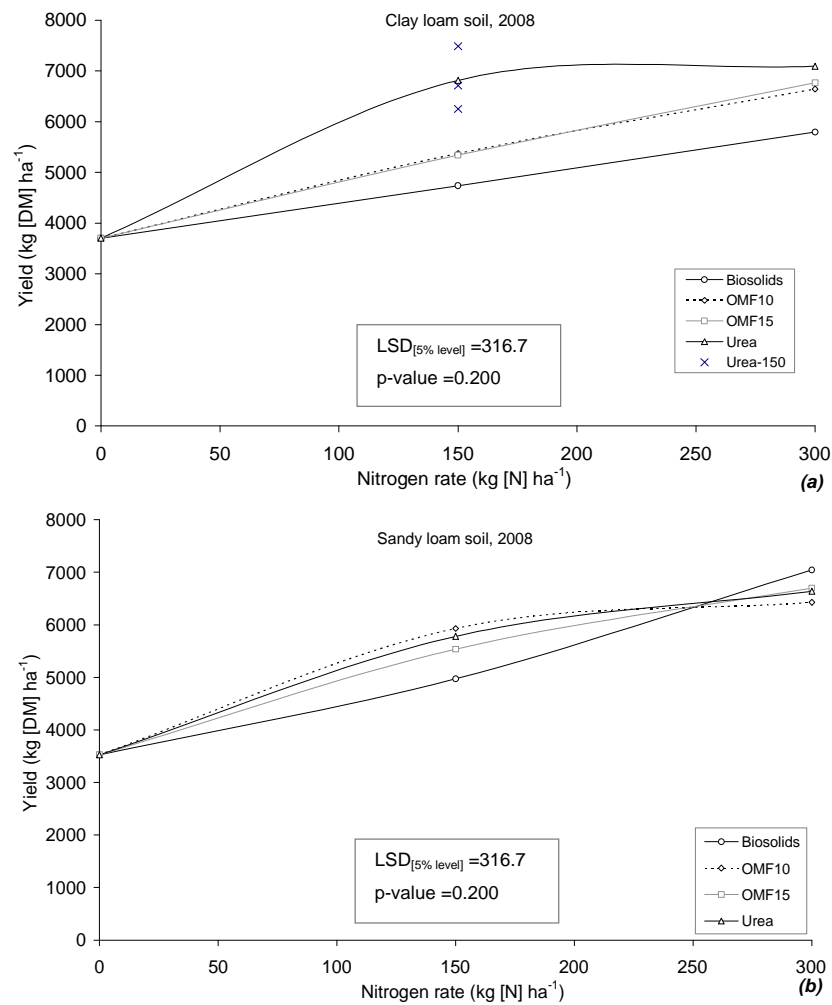 Clay loam soil, 2008
8000
7000
6000
5000
4000
3000
2000
1000
0
Yield (kg [DM] ha⁻¹)
Biosolids
OMF10
OMF15
Urea
Urea-150
LSD[5% level] =316.7
p-value =0.200
0 50 100 150 200 250 300
Nitrogen rate (kg [N] ha⁻¹)
(a)
Sandy loam soil, 2008
8000
7000
6000
5000
4000
3000
2000
1000
0
Yield (kg [DM] ha⁻¹)
LSD[5% level] =316.7
p-value =0.200
Biosolids
OMF10
OMF15
Urea
0 50 100 150 200 250 300
Nitrogen rate (kg [N] ha⁻¹)
(b)